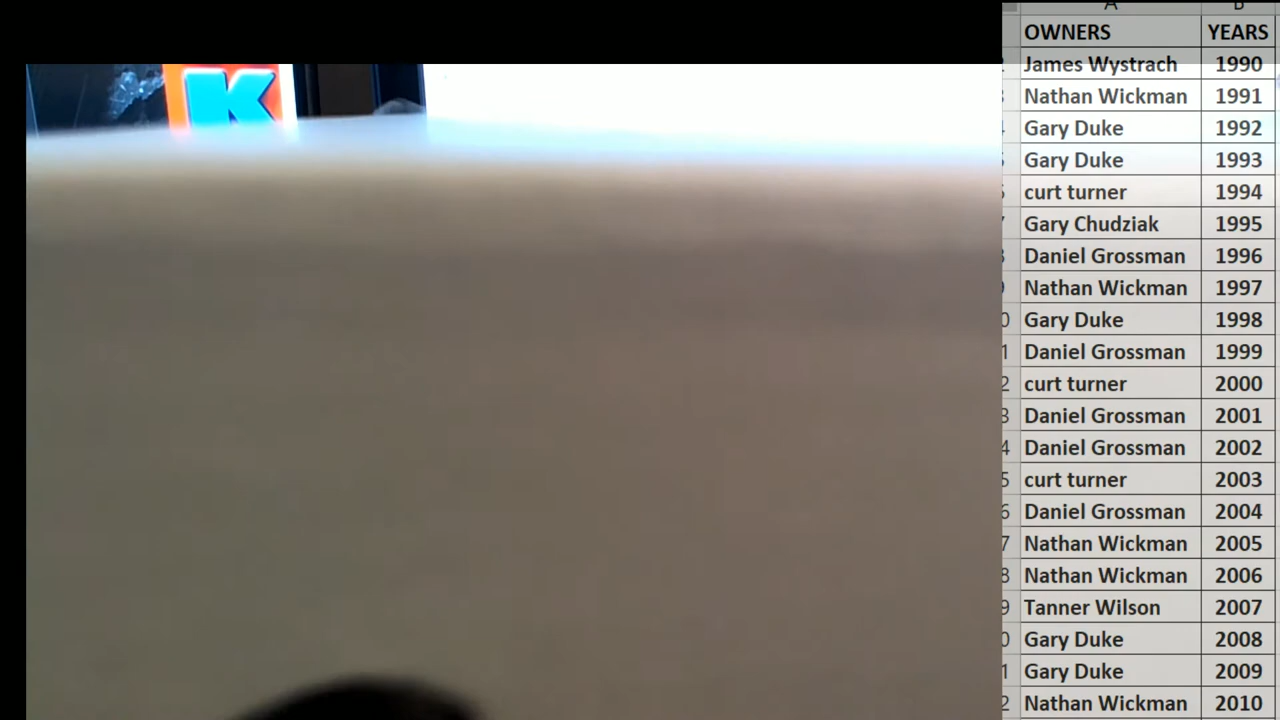 K
A B
OWNERS YEARS
James Wystrach 1990
Nathan Wickman 1991
Gary Duke 1992
Gary Duke 1993
curt turner 1994
Gary Chudziak 1995
Daniel Grossman 1996
Nathan Wickman 1997
Gary Duke 1998
Daniel Grossman 1999
curt turner 2000
Daniel Grossman 2001
Daniel Grossman 2002
curt turner 2003
Daniel Grossman 2004
Nathan Wickman 2005
Nathan Wickman 2006
Tanner Wilson 2007
Gary Duke 2008
Gary Duke 2009
Nathan Wickman 2010